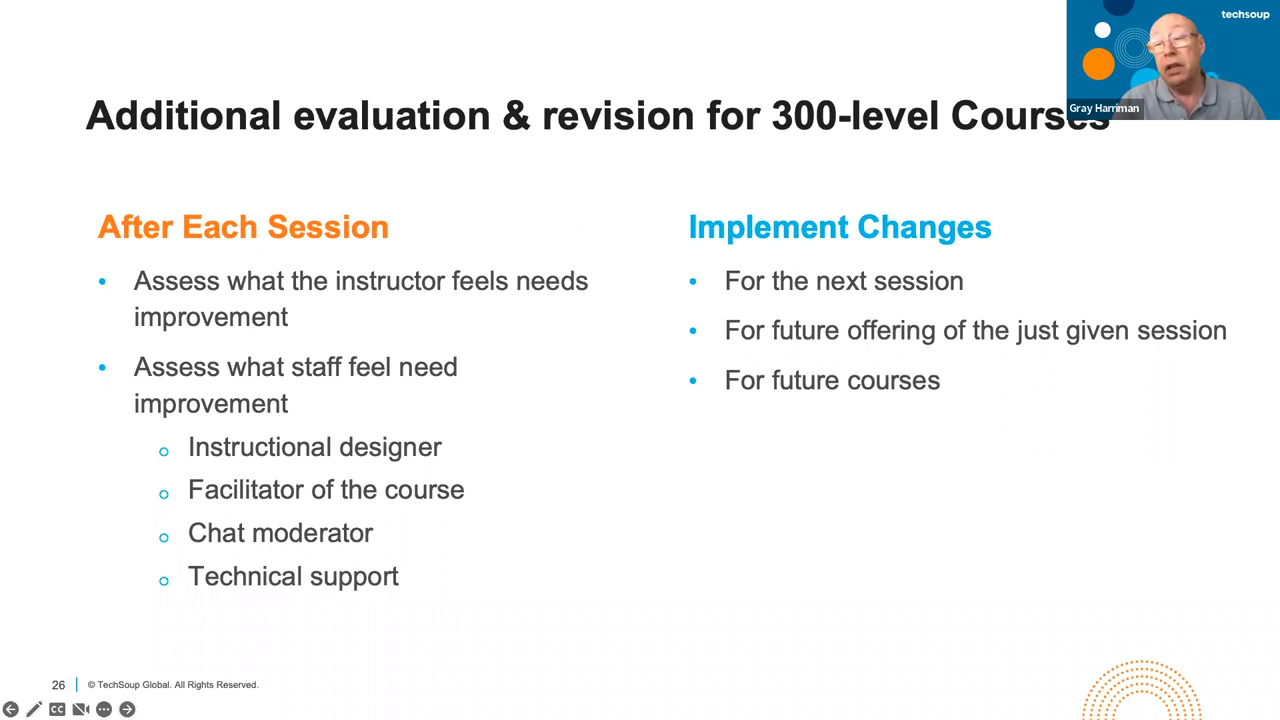 techsoup
Gray Harriman
Additional evaluation & revision for 300-level Courses
After Each Session
• Assess what the instructor feels needs
improvement
• Assess what staff feel need
improvement
o Instructional designer
o Facilitator of the course
o Chat moderator
o Technical support
Implement Changes
• For the next session
• For future offering of the just given session
• For future courses
26 | © TechSoup Global. All Rights Reserved.
CC